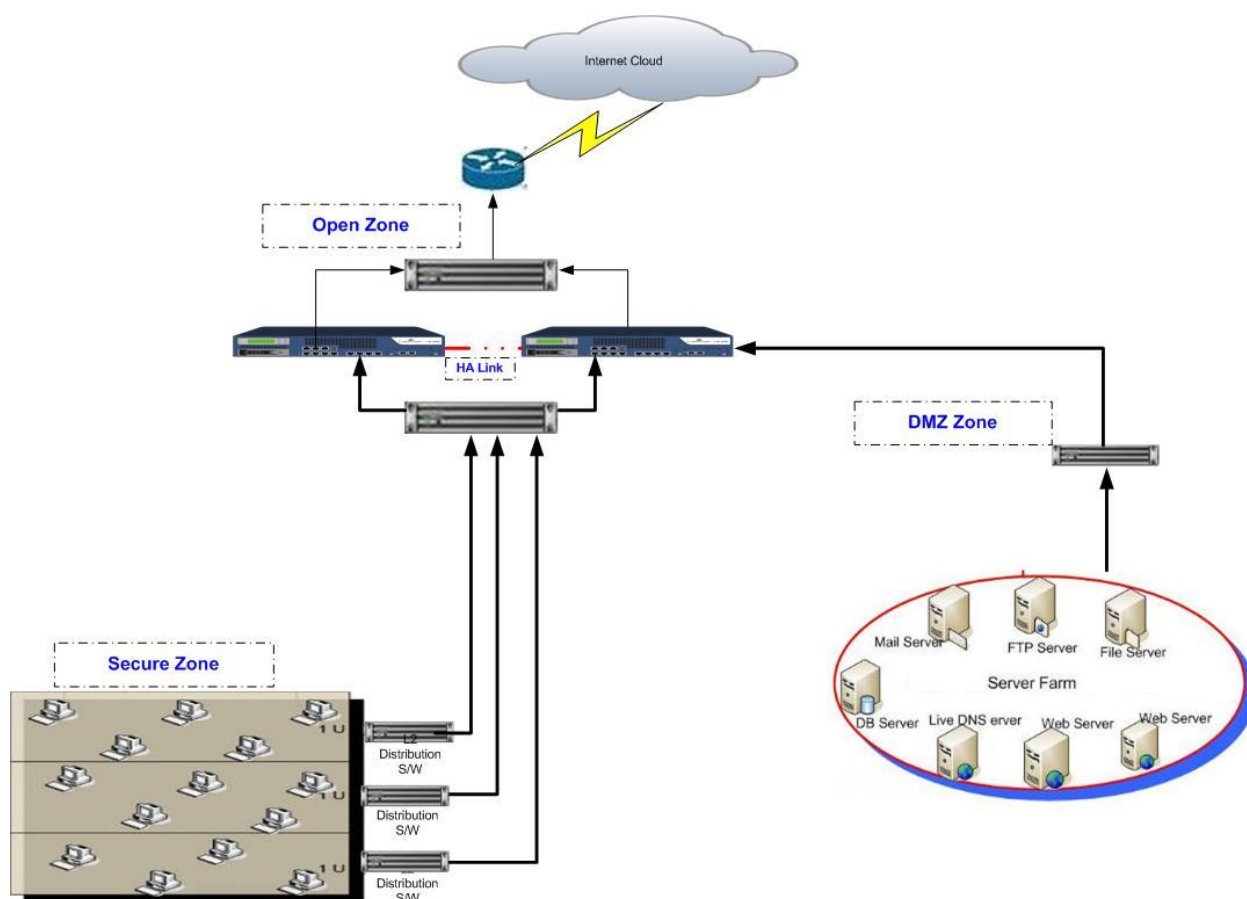 Internet Cloud
Open Zone
HA Link
DMZ Zone
Secure Zone
Mail Server
FTP Server
File Server
Server Farm
DB Server
Live DNS erver
Web Server
Web Server
1 U
L2
Distribution
S/W
1 U
Distribution
S/W
1 U
Distribution
S/W